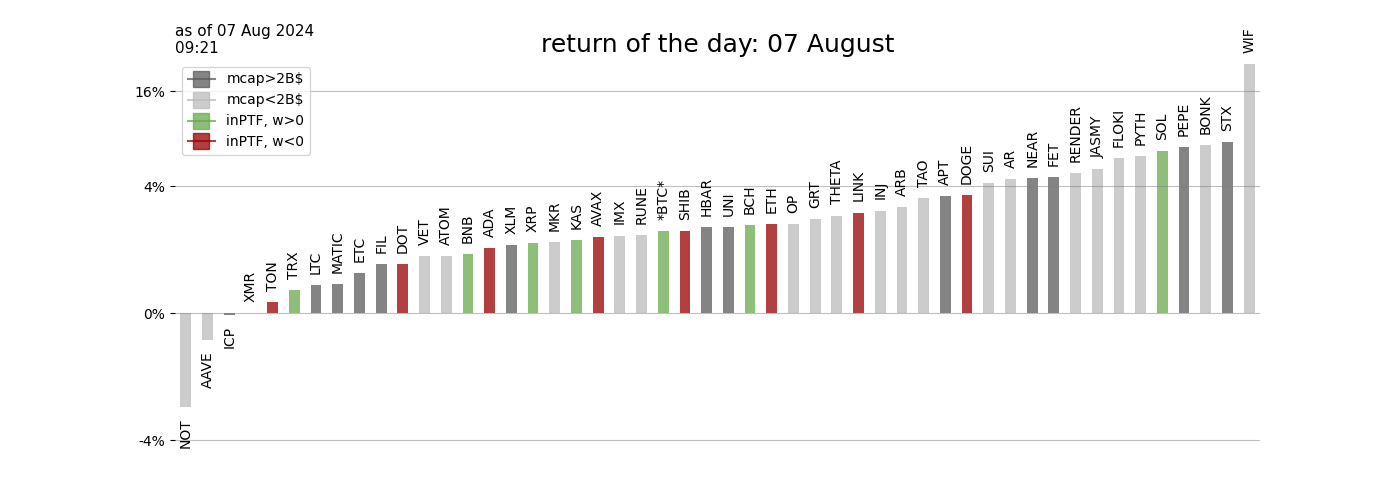 as of 07 Aug 2024
09:21
return of the day: 07 August
mcap>2B$
mcap<2B$
inPTF, w>0
inPTF, w<0
16%
4%
0%
-4%
NOT
AAVE
ICP
XMR
TON
TRX
LTC
MATIC
ETC
FIL
DOT
VET
ATOM
BNB
ADA
XLM
XRP
MKR
KAS
AVAX
IMX
RUNE
*BTC*
SHIB
HBAR
UNI
BCH
ETH
OP
GRT
THETA
LINK
INJ
ARB
TAO
APT
DOGE
SUI
AR
NEAR
FET
RENDER
JASMY
FLOKI
PYTH
SOL
PEPE
BONK
STX
WIF